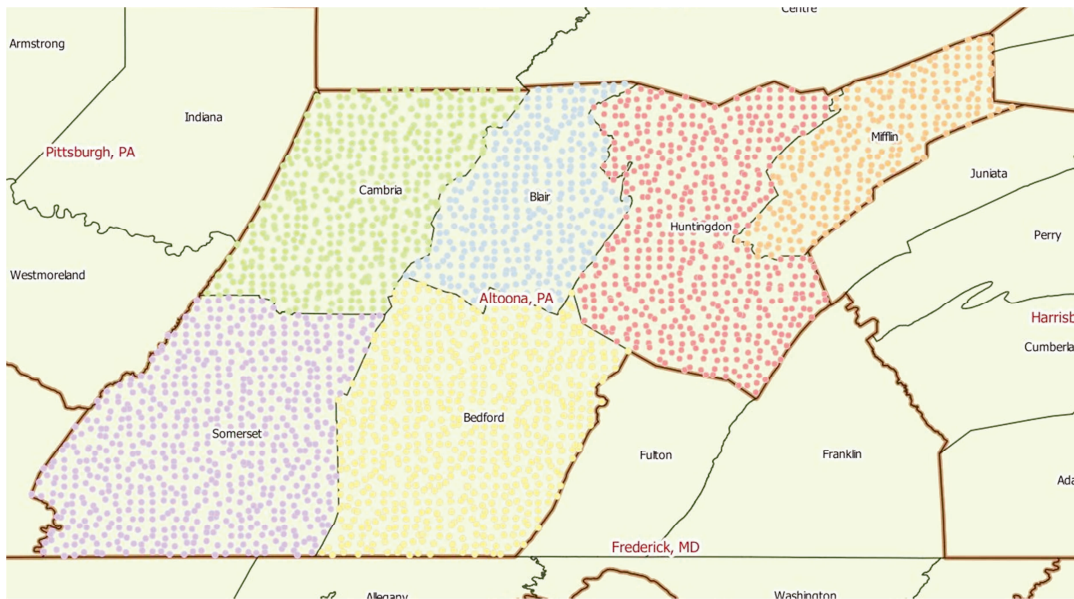 Centre
Armstrong
Indiana
Pittsburgh, PA
Mifflin
Juniata
Cambria
Blair
Huntingdon
Perry
Westmoreland
Altoona, PA
Harrisb
Cumberla
Bedford
Somerset
Fulton
Franklin
Ada
Frederick, MD
Allegany
Washington